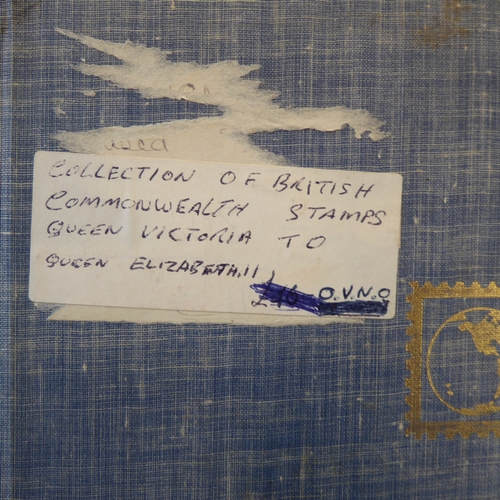 COLLECTION OF BRITISH
COMMONWEALTH STAMPS
QUEEN VICTORIA TO
QUEEN ELIZABETH.II
O.V.N.O